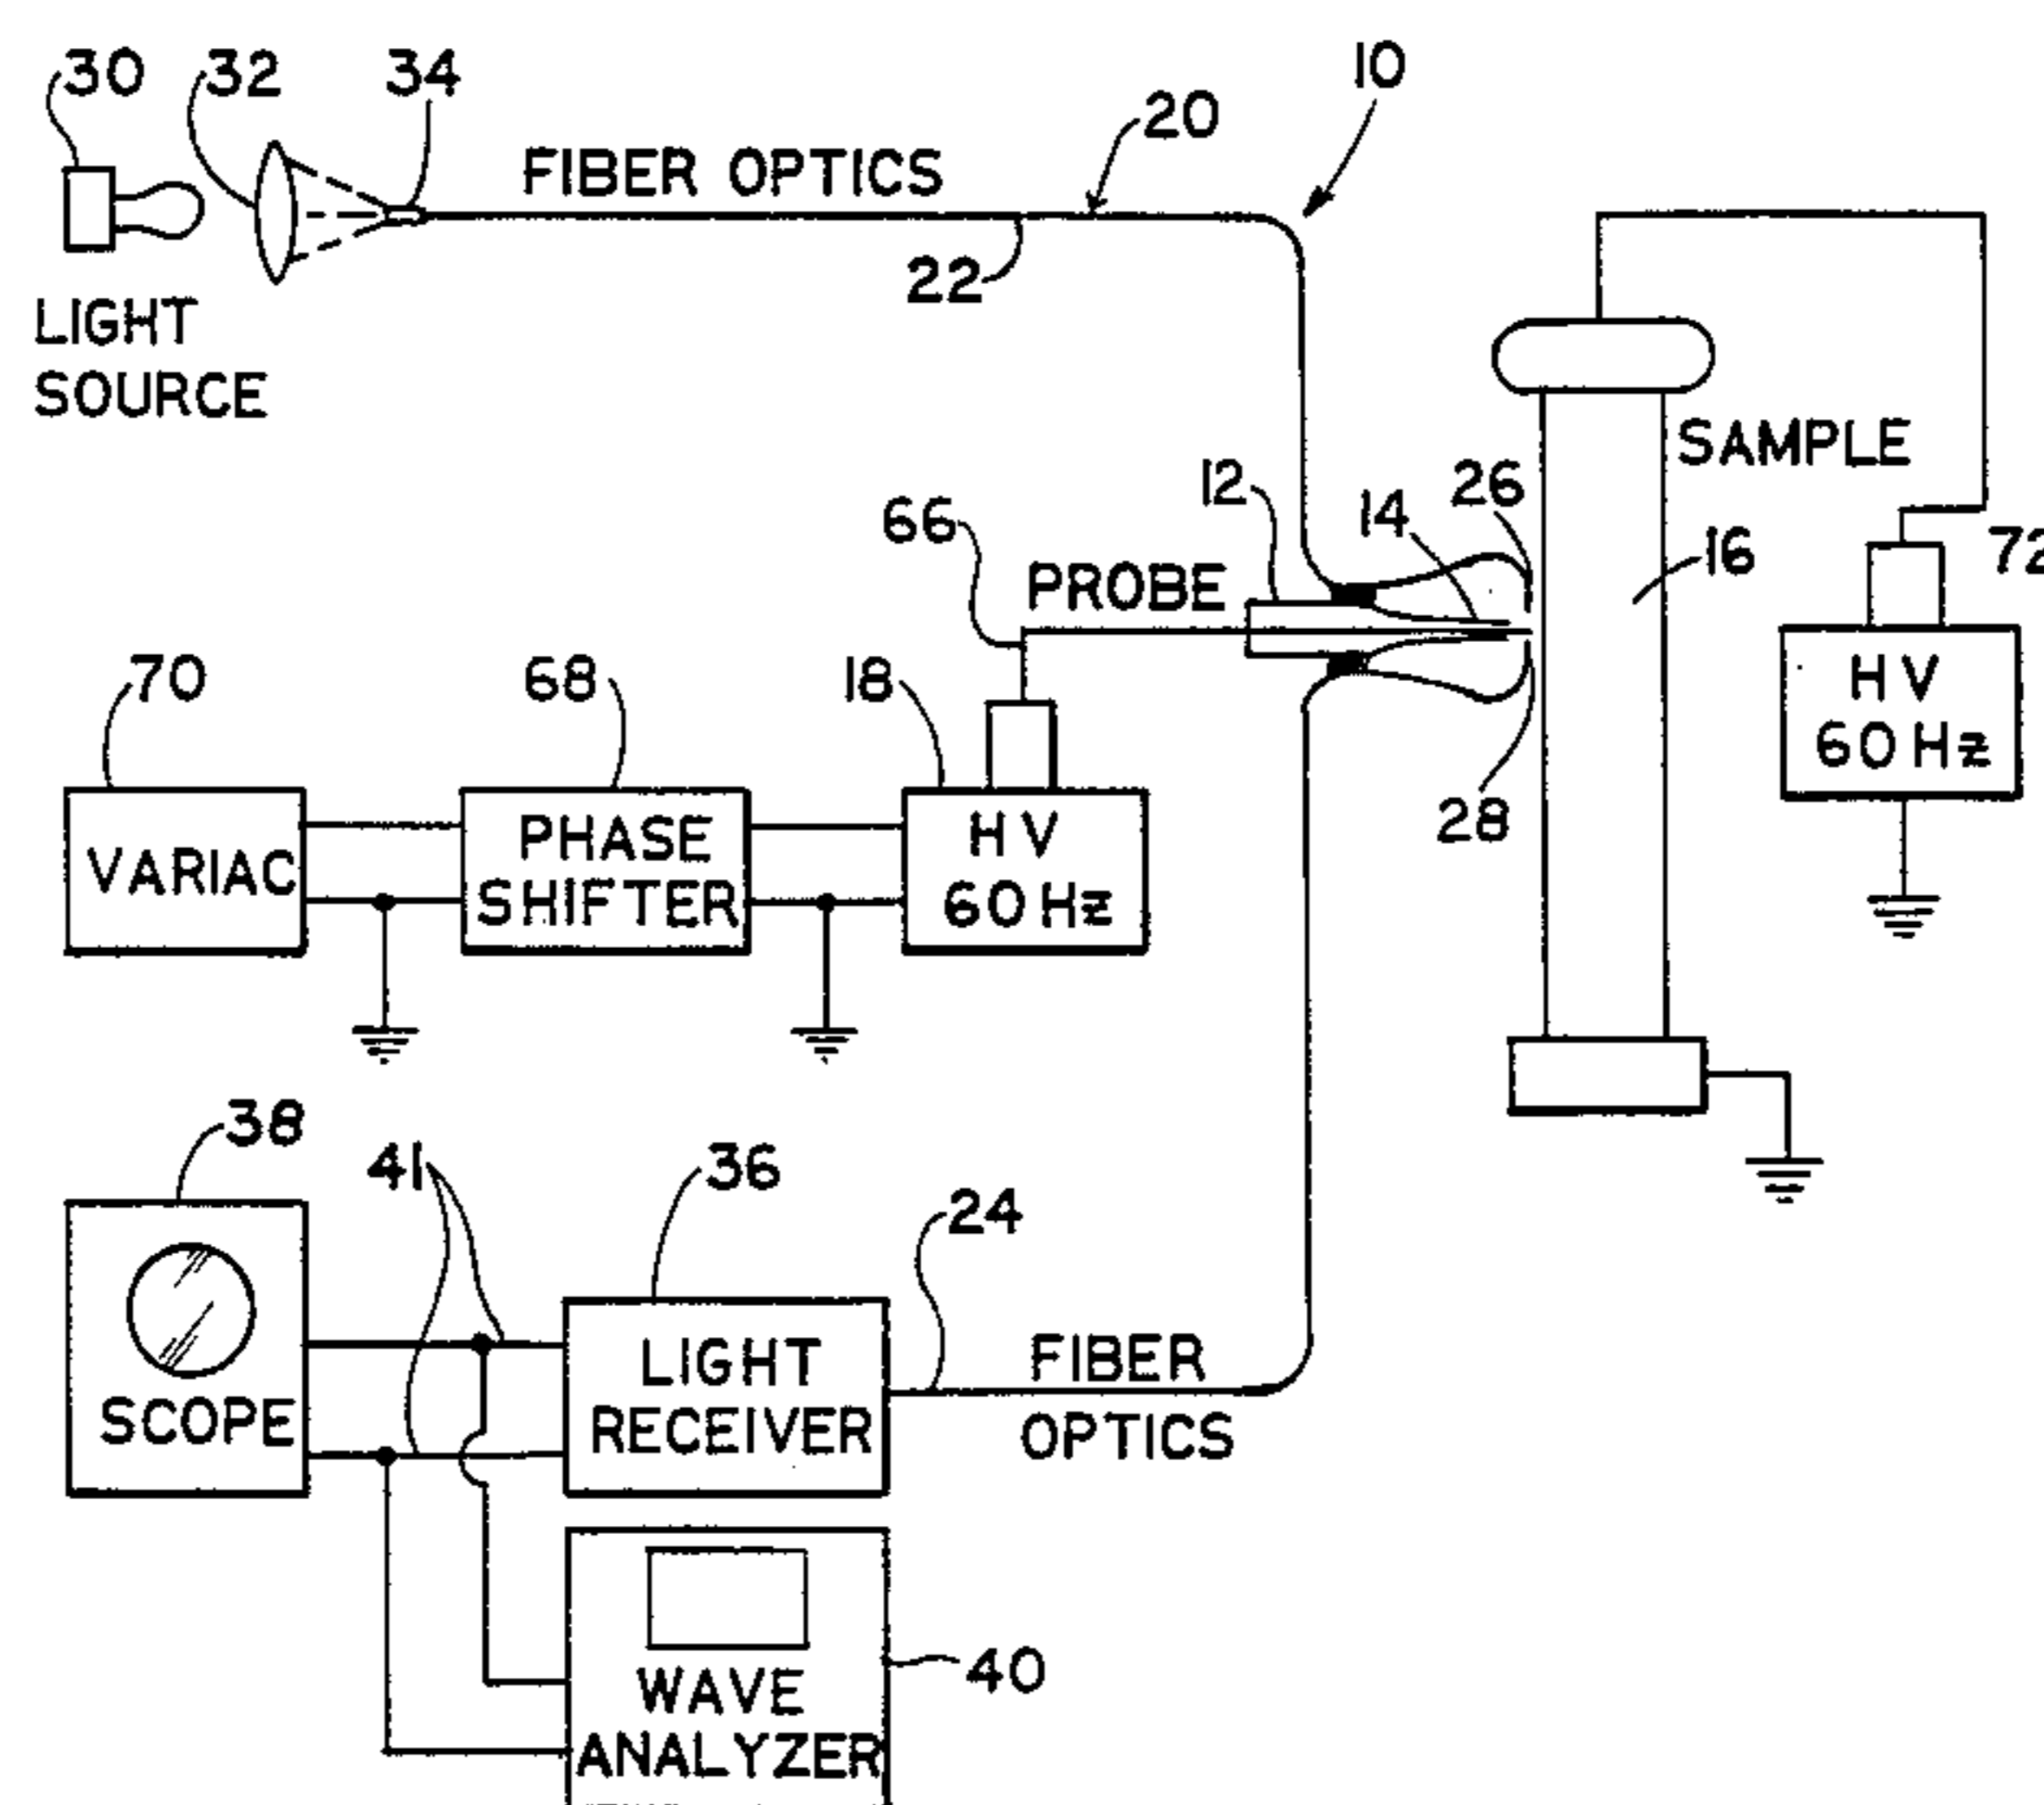 30
32
34
10
20
FIBER OPTICS
22
LIGHT
SOURCE
SAMPLE
12
14
26
66
16
72
PROBE
70
68
18
HV
60 Hz
28
VARIAC
PHASE
SHIFTER
HV
60 Hz
38
41
36
24
LIGHT
RECEIVER
FIBER
OPTICS
SCOPE
40
WAVE
ANALYZER